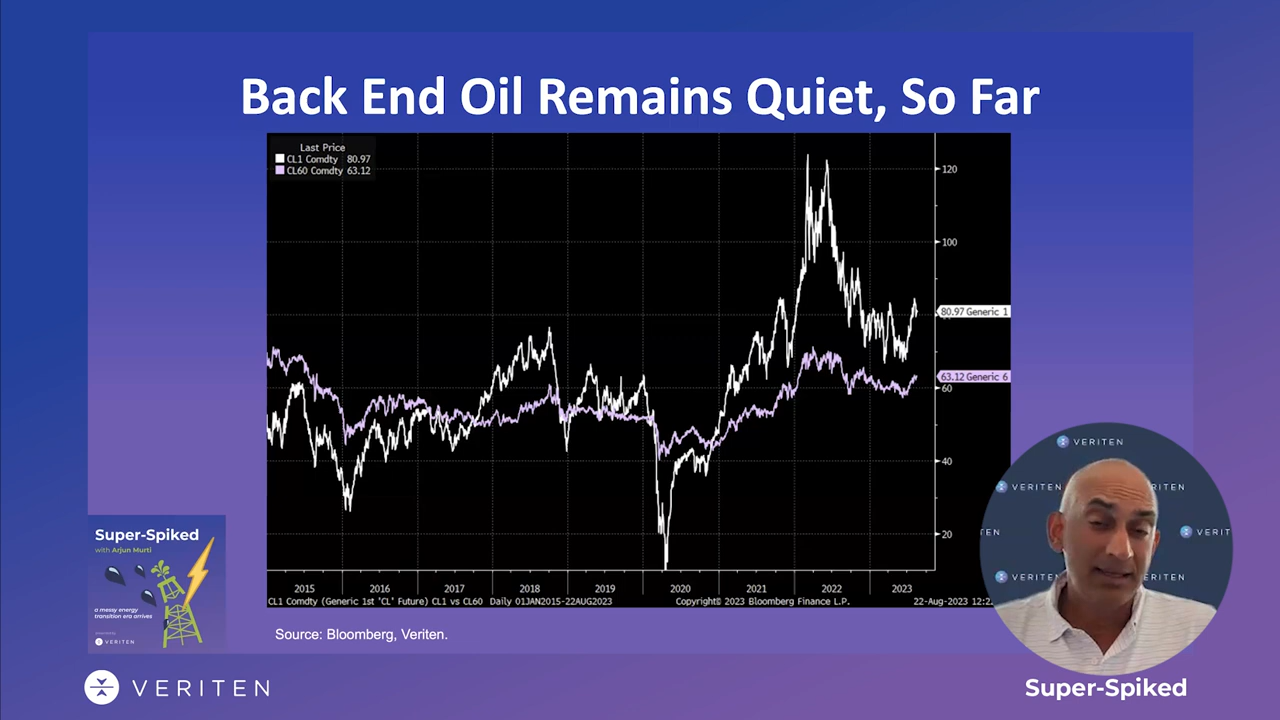 Back End Oil Remains Quiet, So Far
Last Price
CL1 Comdty 80.97
CL60 Comdty 63.12
120
100
80.97 Generic 1
63.12 Generic 6
60
40
20
2015 2016 2017 2018 2019 2020 2021 2022 2023
CL1 Comdty (Generic 1st 'CL' Future) CL1 vs CL60 Daily 01JAN2015-22AUG2023 Copyright© 2023 Bloomberg Finance L.P. 22-Aug-2023 12:2
Source: Bloomberg, Veriten.
Super-Spiked
with Arjun Murti
a messy energy
transition era arrives
VERITEN
VERITEN
VERITEN
VERITEN
RITEN
TEN
VERIT
VERITEN
ERITEN
Super-Spiked